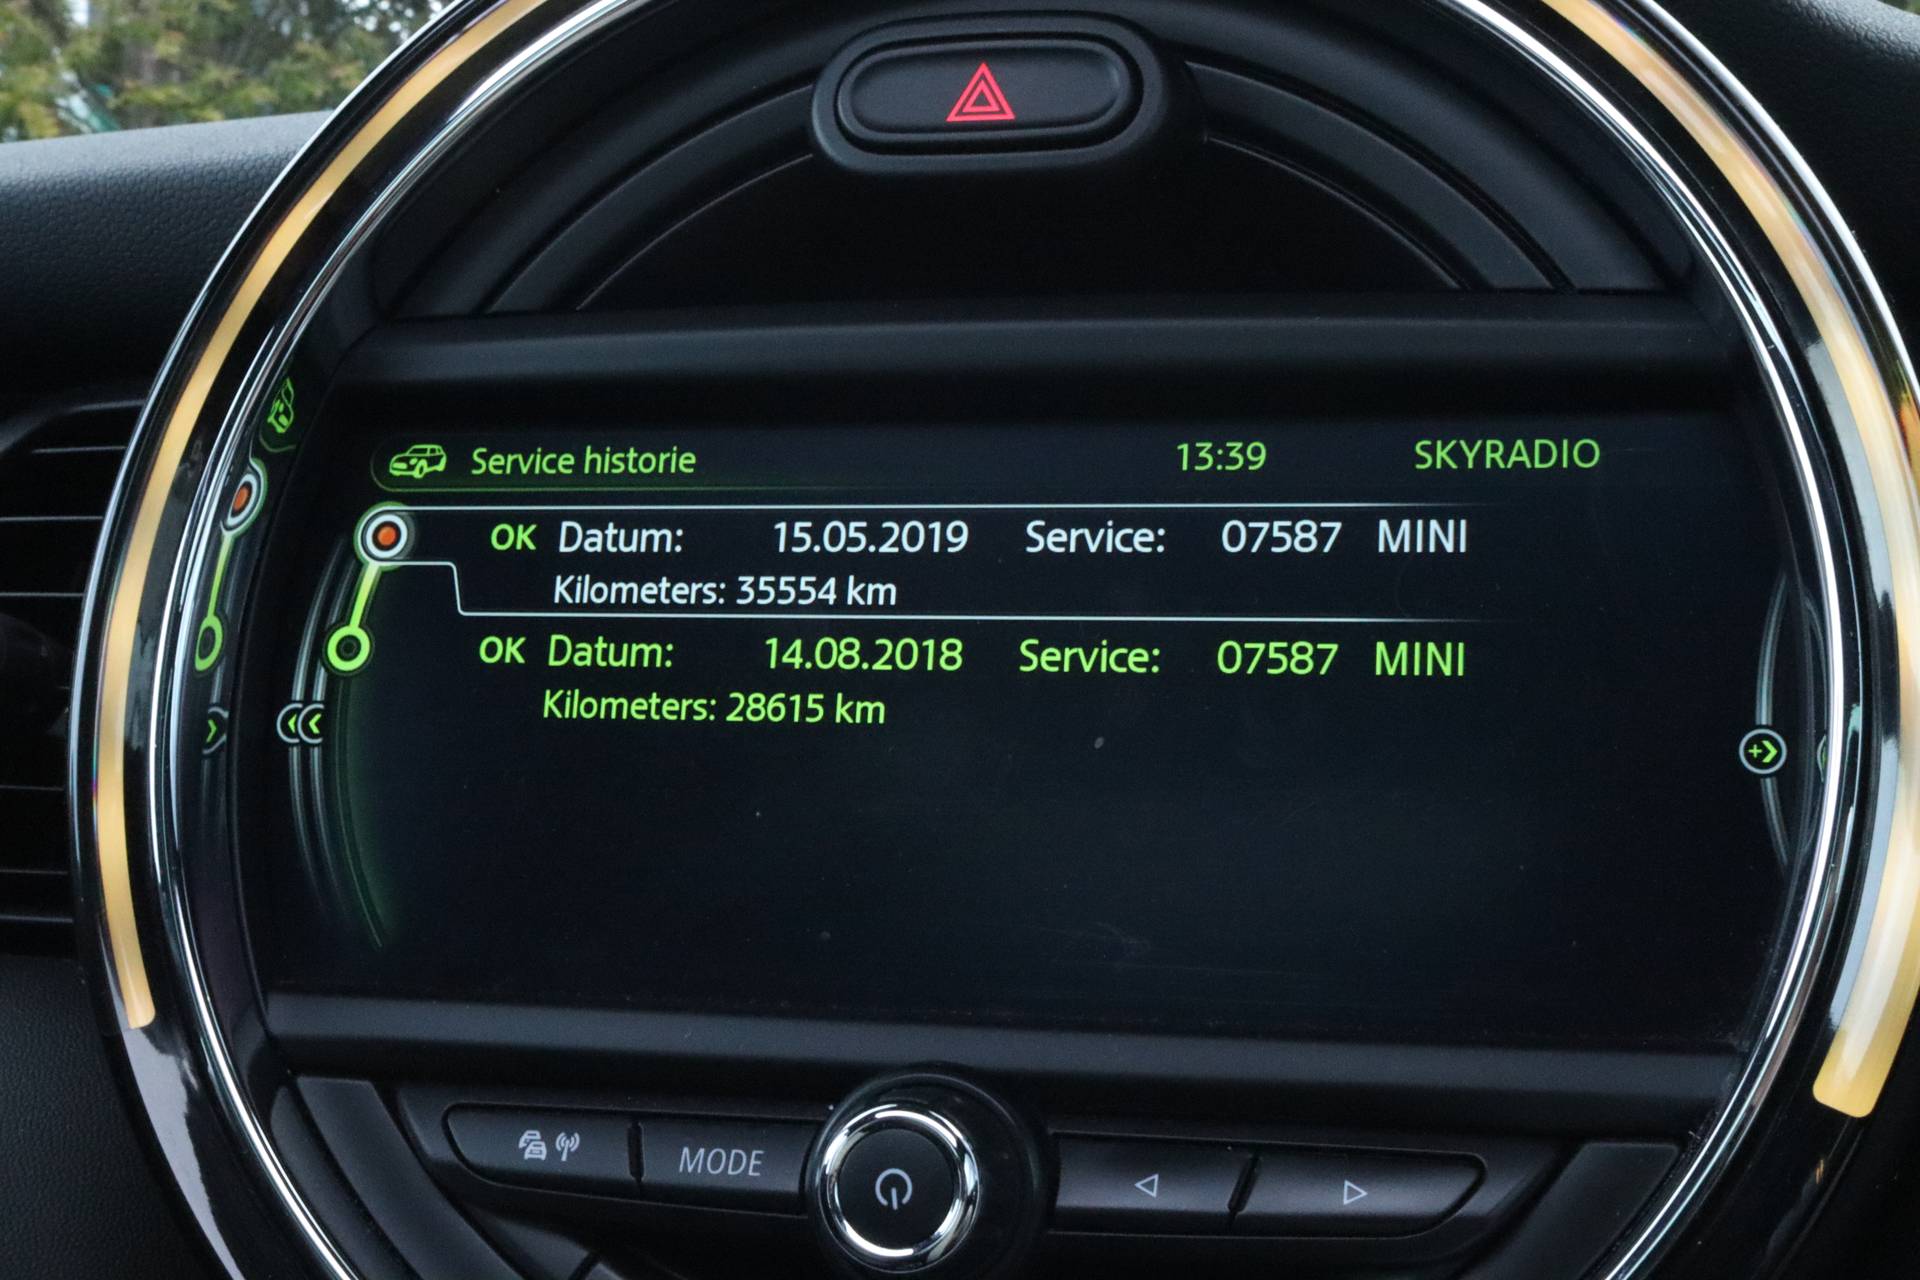 Service historie 13:39 SKYRADIO
OK Datum: 15.05.2019 Service: 07587 MINI
Kilometers: 35554 km
OK Datum: 14.08.2018 Service: 07587 MINI
Kilometers: 28615 km
MODE